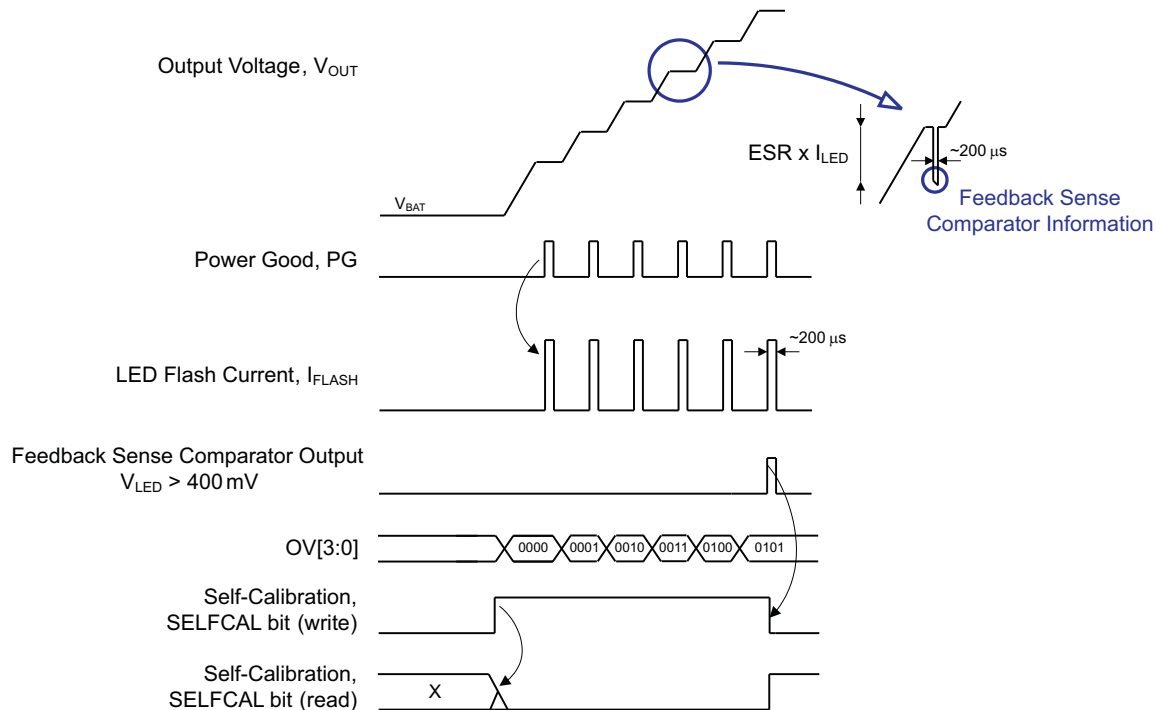 Output Voltage, VOUT
ESR x ILED
~200 μs
Feedback Sense
Comparator Information
VBAT
Power Good, PG
~200 μs
LED Flash Current, IFLASH
Feedback Sense Comparator Output
VLED > 400 mV
OV[3:0]
0000 0001 0010 0011 0100 0101
Self-Calibration,
SELFCAL bit (write)
Self-Calibration,
SELFCAL bit (read)
X